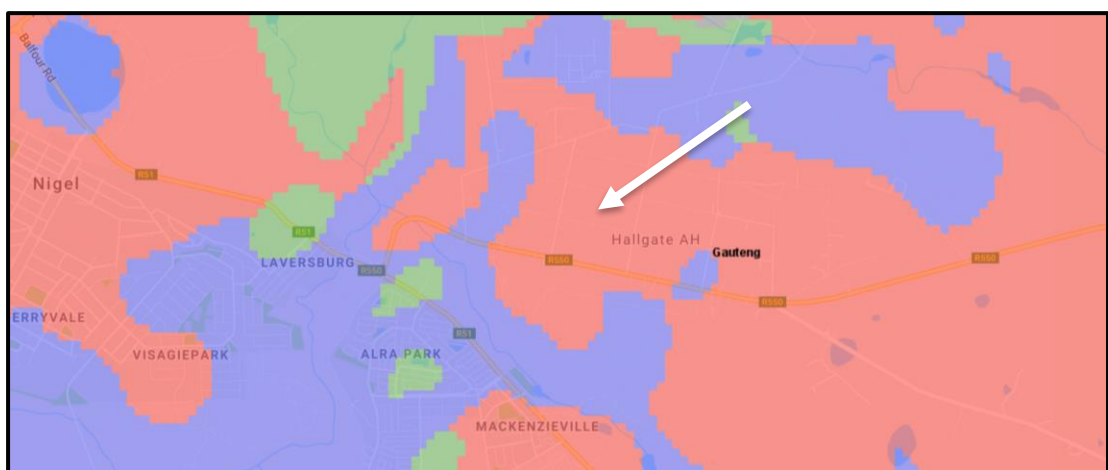 Balfour Rd
R51
Nigel
R51
Hallgate AH
Gauteng
LAVERSBURG
R550
R550
R550
R550
ERRYVALE
R51
VISAGIEPARK
ALRA PARK
MACKENZIEVILLE